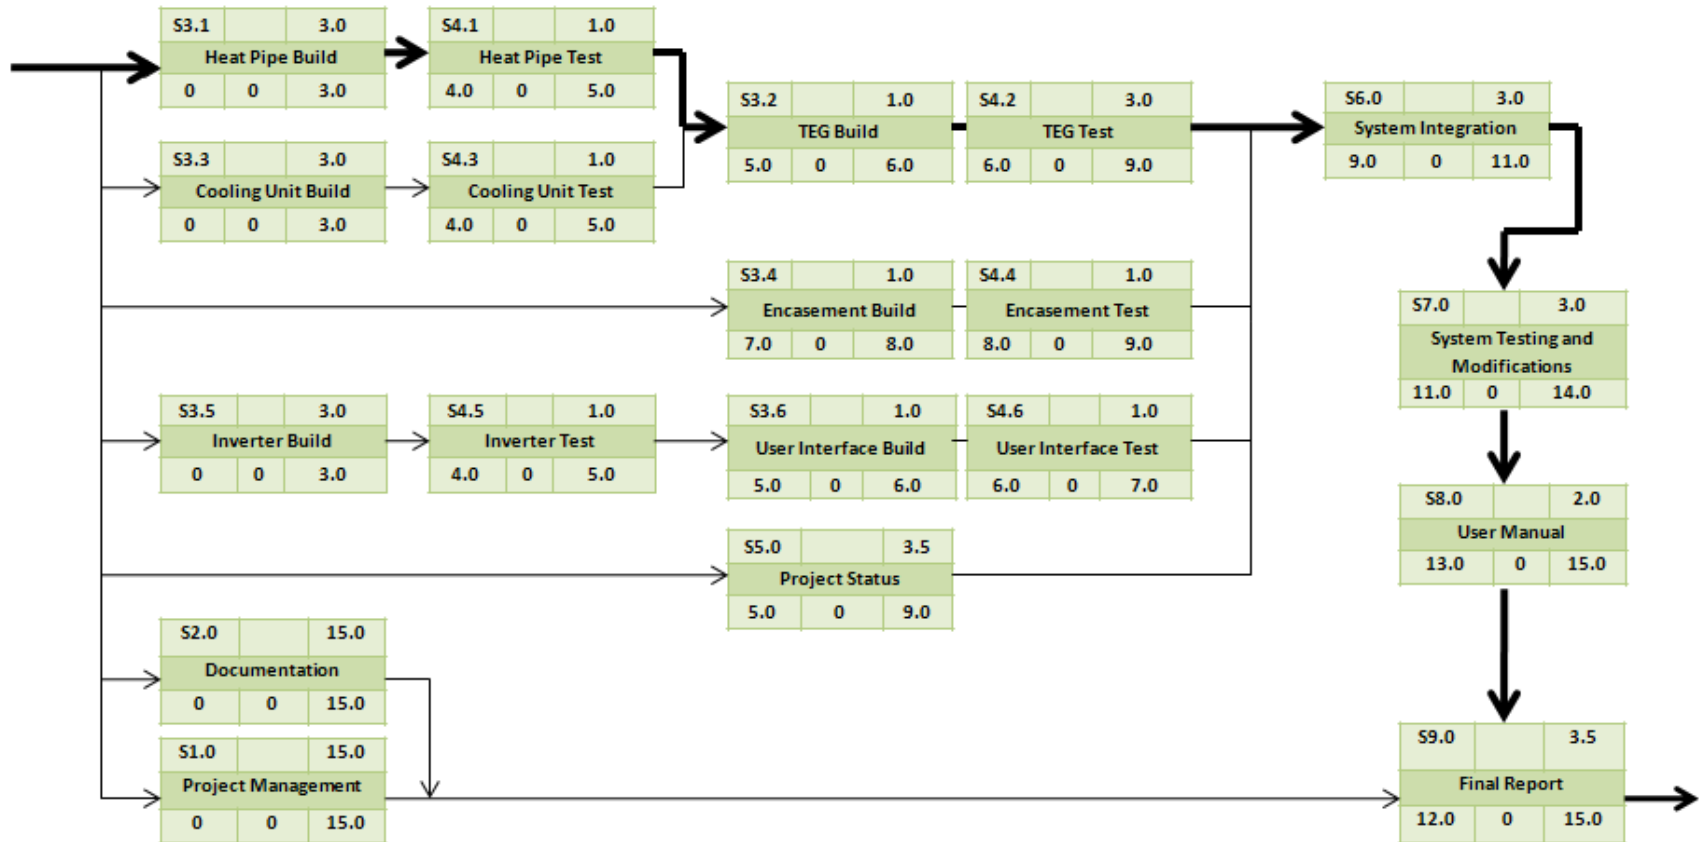 S3.1 3.0
Heat Pipe Build
0 0 3.0
S4.1 1.0
Heat Pipe Test
4.0 0 5.0
S3.2 1.0
TEG Build
5.0 0 6.0
S4.2 3.0
TEG Test
6.0 0 9.0
S6.0 3.0
System Integration
9.0 0 11.0
S3.3 3.0
Cooling Unit Build
0 0 3.0
S4.3 1.0
Cooling Unit Test
4.0 0 5.0
S3.4 1.0
Encasement Build
7.0 0 8.0
S4.4 1.0
Encasement Test
8.0 0 9.0
S7.0 3.0
System Testing and
Modifications
11.0 0 14.0
S3.5 3.0
Inverter Build
0 0 3.0
S4.5 1.0
Inverter Test
4.0 0 5.0
S3.6 1.0
User Interface Build
5.0 0 6.0
S4.6 1.0
User Interface Test
6.0 0 7.0
S8.0 2.0
User Manual
13.0 0 15.0
S5.0 3.5
Project Status
5.0 0 9.0
S2.0 15.0
Documentation
0 0 15.0
S1.0 15.0
Project Management
0 0 15.0
S9.0 3.5
Final Report
12.0 0 15.0